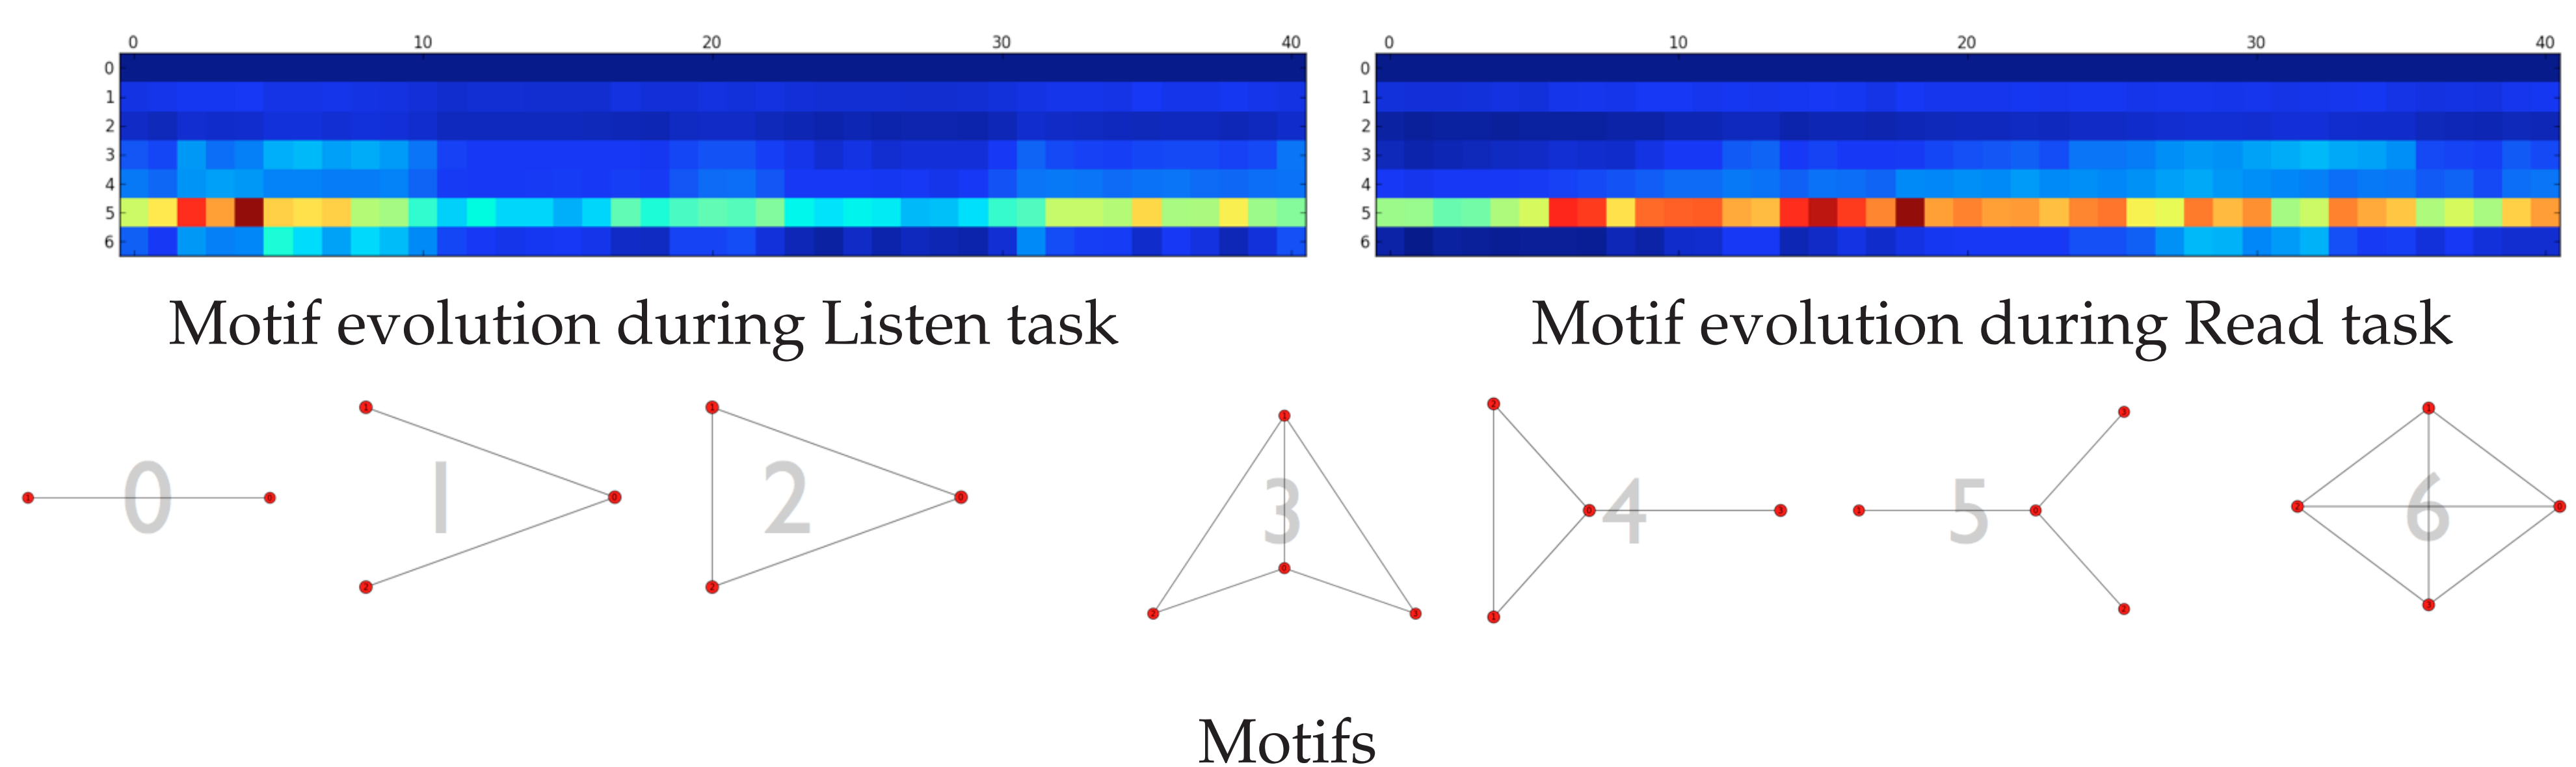 0 10 20 30 40 0 10 20 30 40
0 0
1 1
2 2
3 3
4 4
5 5
6 6
Motif evolution during Listen task Motif evolution during Read task
0 1 2 3 4 5 6
Motifs